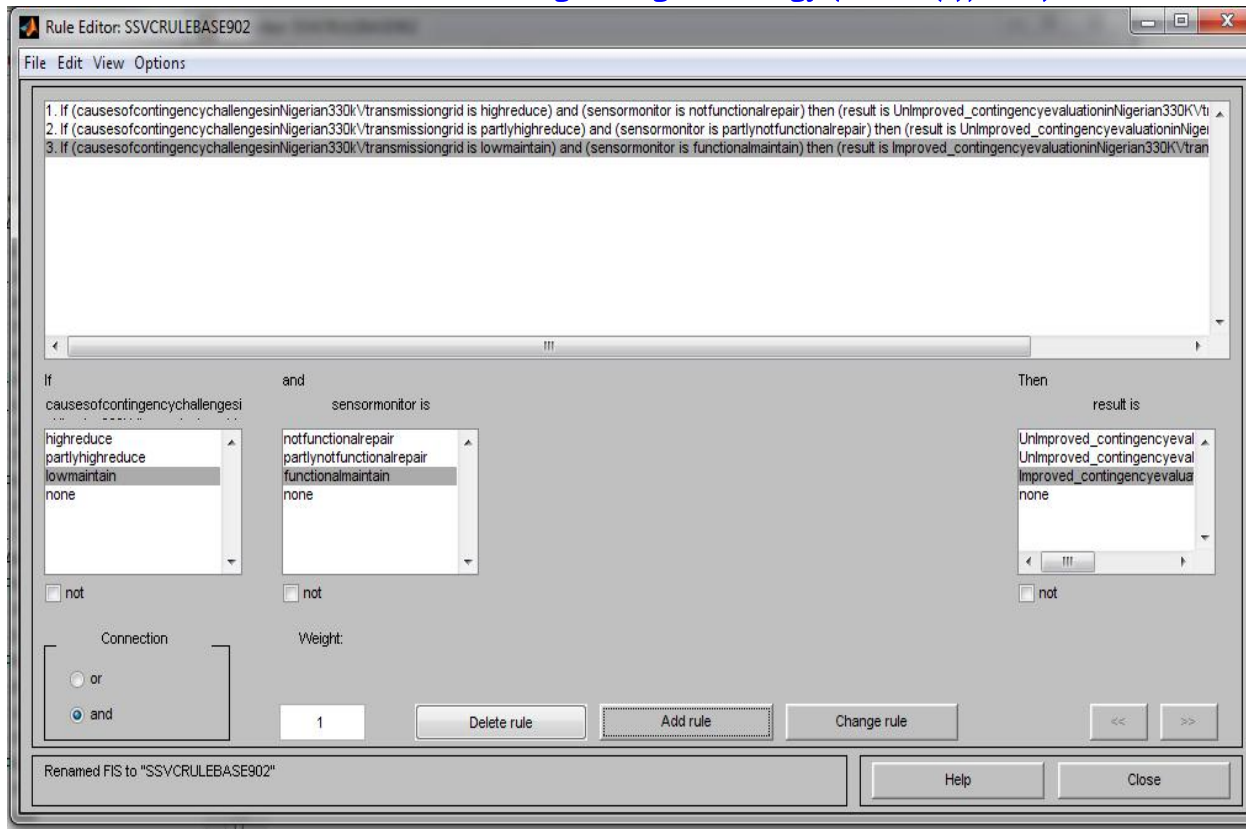 Rule Editor: SSVCRULEBASE902
File Edit View Options
1. If (causesofcontingencychallengesinNigerian330kVtransmissiongrid is highreduce) and (sensormonitor is notfunctionalrepair) then (result is UnImproved_contingencyevaluationinNigerian330KVt
2. If (causesofcontingencychallengesinNigerian330kVtransmissiongrid is partlyhighreduce) and (sensormonitor is partlynotfunctionalrepair) then (result is UnImproved_contingencyevaluationinNiger
3. If (causesofcontingencychallengesinNigerian330kVtransmissiongrid is lowmaintain) and (sensormonitor is functionalmaintain) then (result is Improved_contingencyevaluationinNigerian330KVtran
If and Then
causesofcontingencychallengesi sensormonitor is result is
highreduce notfunctionalrepair UnImproved_contingencyeval
partlyhighreduce partlynotfunctionalrepair UnImproved_contingencyeval
lowmaintain functionalmaintain Improved_contingencyevalua
none none none
not not not
Connection Weight:
or
and 1 Delete rule Add rule Change rule << >>
Renamed FIS to "SSVCRULEBASE902" Help Close